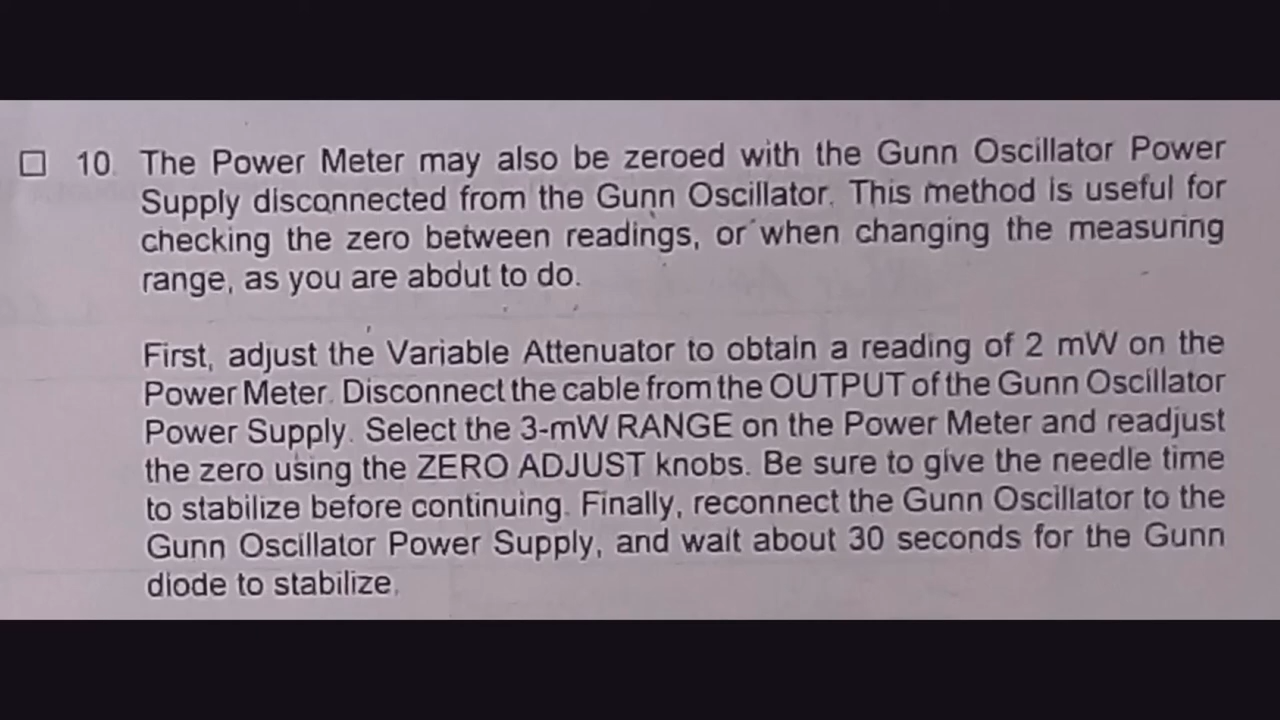 ☐ 10. The Power Meter may also be zeroed with the Gunn Oscillator Power
Supply disconnected from the Gunn Oscillator. This method is useful for
checking the zero between readings, or when changing the measuring
range, as you are about to do.
First, adjust the Variable Attenuator to obtain a reading of 2 mW on the
Power Meter. Disconnect the cable from the OUTPUT of the Gunn Oscillator
Power Supply. Select the 3-mW RANGE on the Power Meter and readjust
the zero using the ZERO ADJUST knobs. Be sure to give the needle time
to stabilize before continuing. Finally, reconnect the Gunn Oscillator to the
Gunn Oscillator Power Supply, and wait about 30 seconds for the Gunn
diode to stabilize.